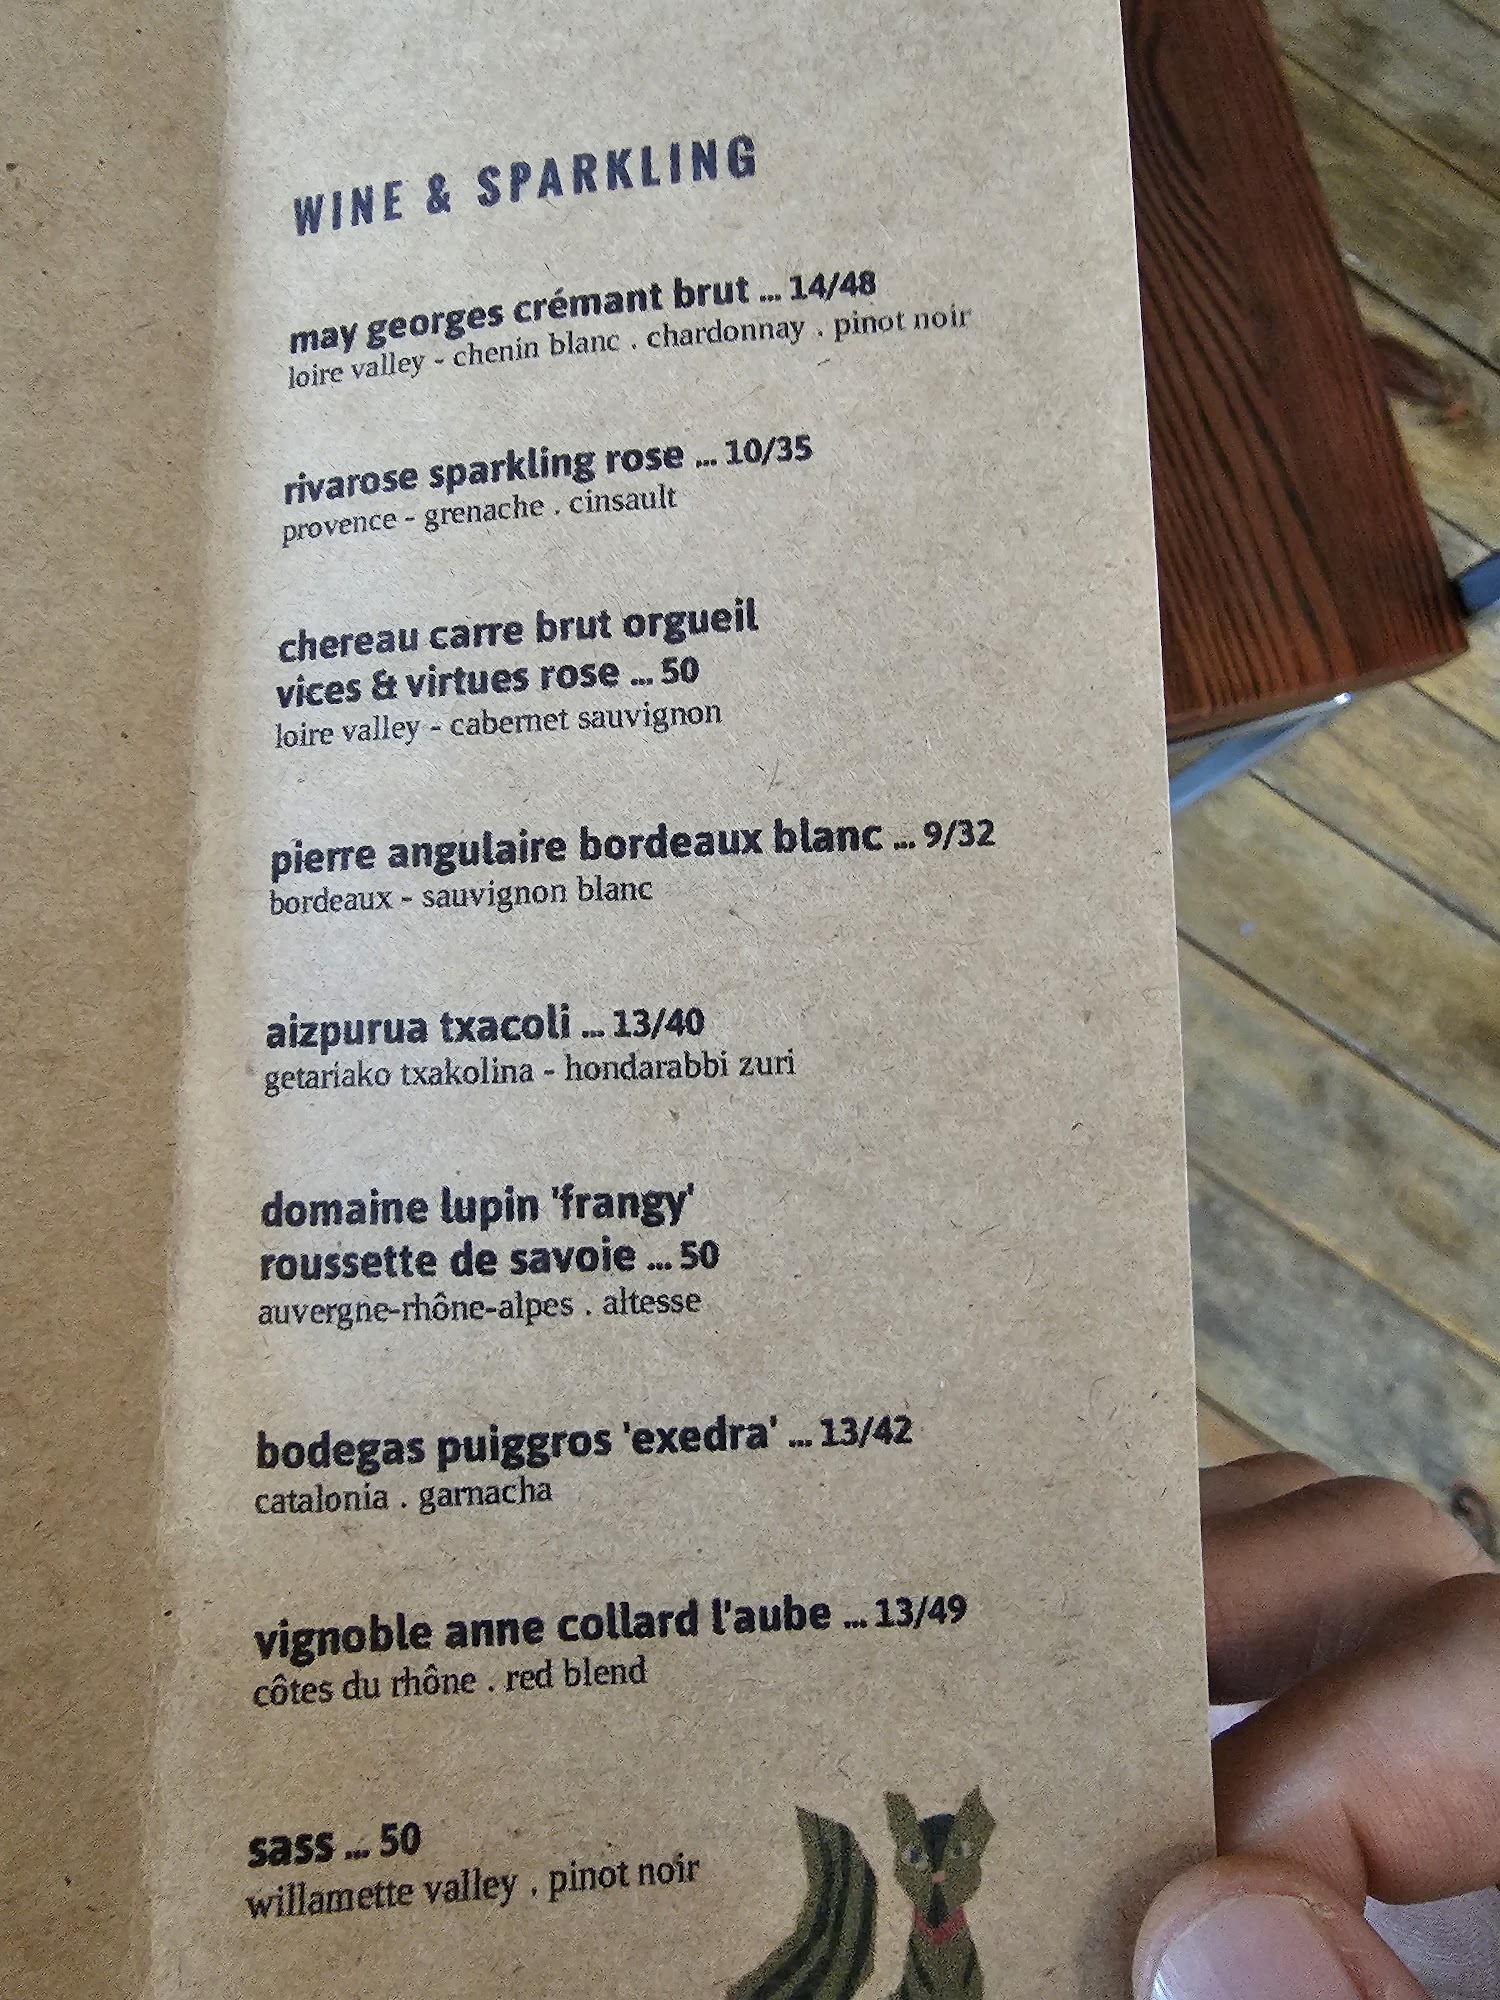 WINE & SPARKLING
may georges crémant brut ... 14/48
loire valley - chenin blanc . chardonnay . pinot noir
rivarose sparkling rose ... 10/35
provence - grenache . cinsault
chereau carre brut orgueil
vices & virtues rose ... 50
loire valley - cabernet sauvignon
pierre angulaire bordeaux blanc ... 9/32
bordeaux - sauvignon blanc
aizpurua txacoli ... 13/40
getariako txakolina - hondarabbi zuri
domaine lupin 'frangy'
roussette de savoie ... 50
auvergne-rhône-alpes . altesse
bodegas puiggros 'exedra' ... 13/42
catalonia . garnacha
vignoble anne collard l'aube ... 13/49
côtes du rhône . red blend
sass ... 50
willamette valley . pinot noir